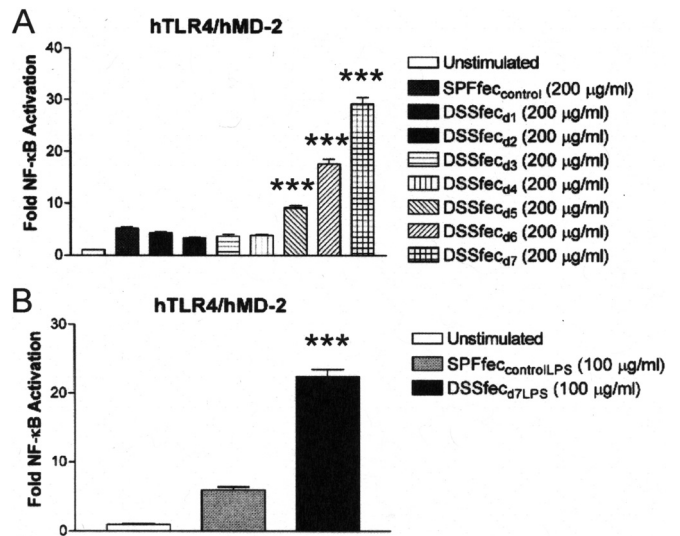 A
hTLR4/hMD-2
Fold NF-κB Activation
40
30
20
10
0
***
***
***
Unstimulated
SPFfeccontrol (200 μg/ml)
DSSfecd1 (200 μg/ml)
DSSfecd2 (200 μg/ml)
DSSfecd3 (200 μg/ml)
DSSfecd4 (200 μg/ml)
DSSfecd5 (200 μg/ml)
DSSfecd6 (200 μg/ml)
DSSfecd7 (200 μg/ml)
B
hTLR4/hMD-2
Fold NF-κB Activation
30
20
10
0
***
Unstimulated
SPFfeccontrolLPS (100 μg/ml)
DSSfecd7LPS (100 μg/ml)